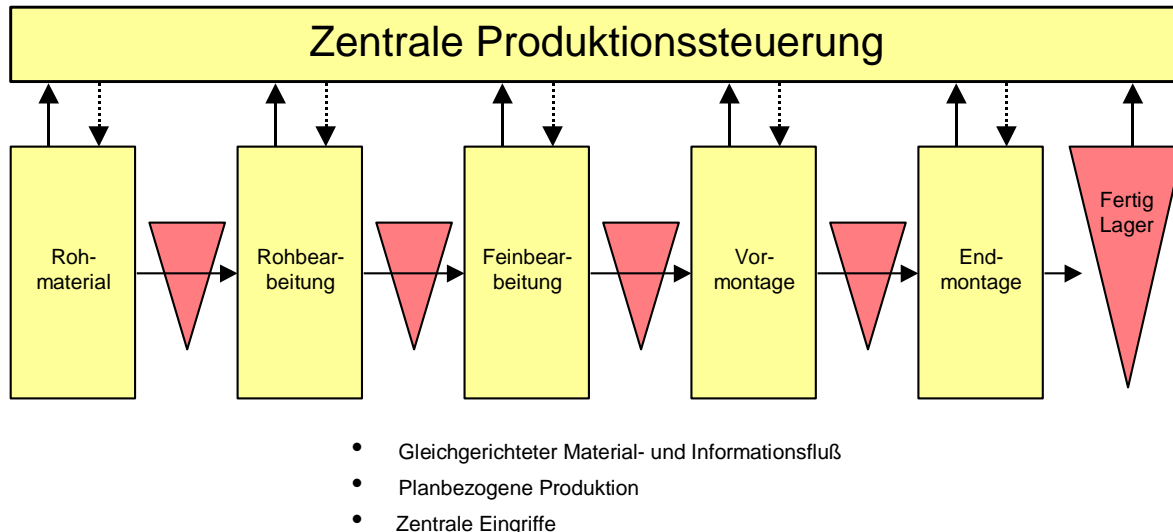 Zentrale Produktionssteuerung
Roh-
material
Rohbear-
beitung
Feinbear-
beitung
Vor-
montage
End-
montage
Fertig
Lager
• Gleichgerichteter Material- und Informationsfluß
• Planbezogene Produktion
• Zentrale Eingriffe